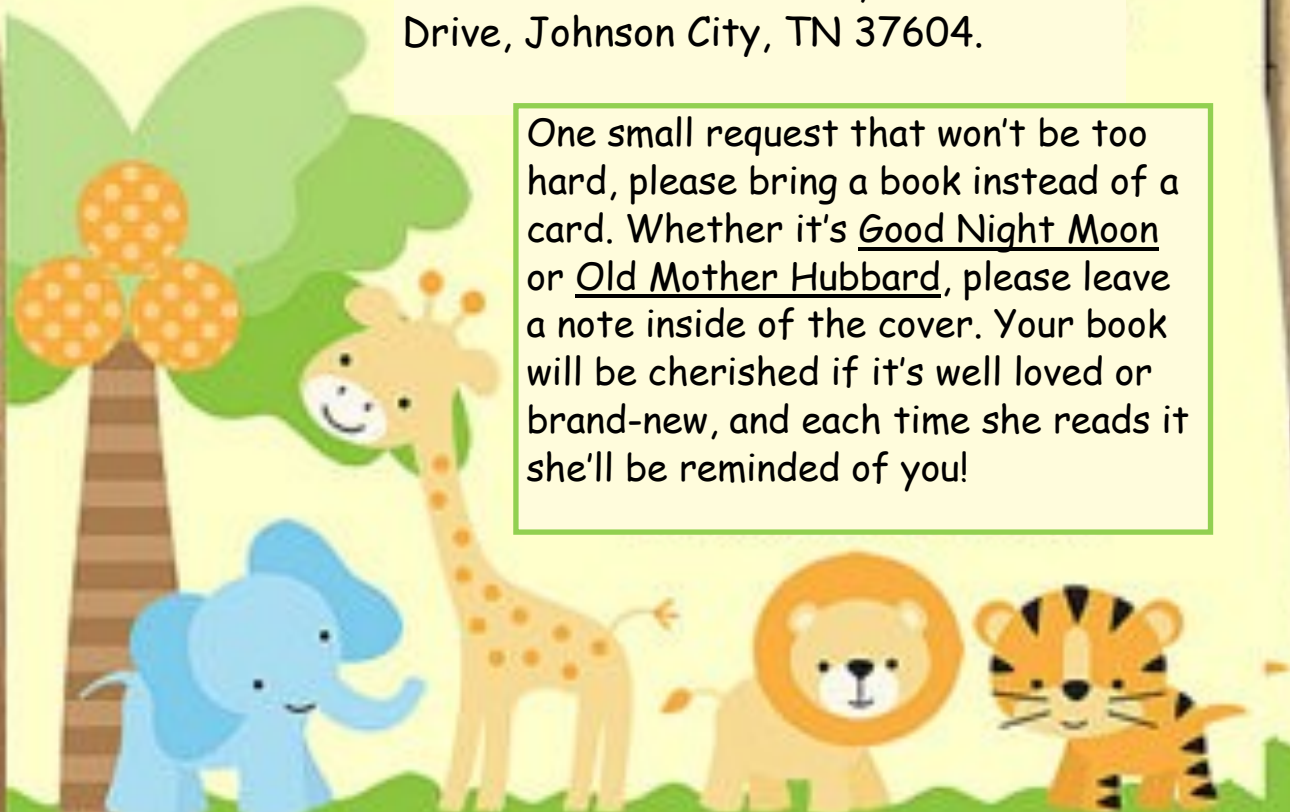 Drive, Johnson City, TN 37604.
One small request that won't be too
hard, please bring a book instead of a
card. Whether it's Good Night Moon
or Old Mother Hubbard, please leave
a note inside of the cover. Your book
will be cherished if it's well loved or
brand-new, and each time she reads it
she'll be reminded of you!